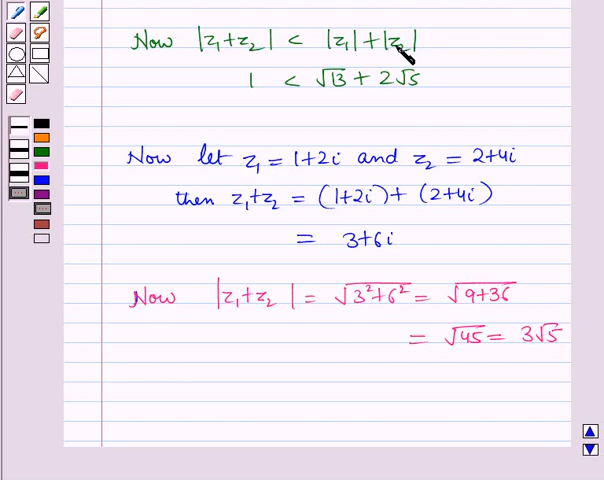 Now |z₁+z₂| < |z₁|+|z₂|
1 < √13 + 2√5
Now let z₁ = 1+2i and z₂ = 2+4i
then z₁+z₂ = (1+2i)+(2+4i)
= 3+6i
Now |z₁+z₂| = √3²+6² = √9+36
= √45 = 3√5